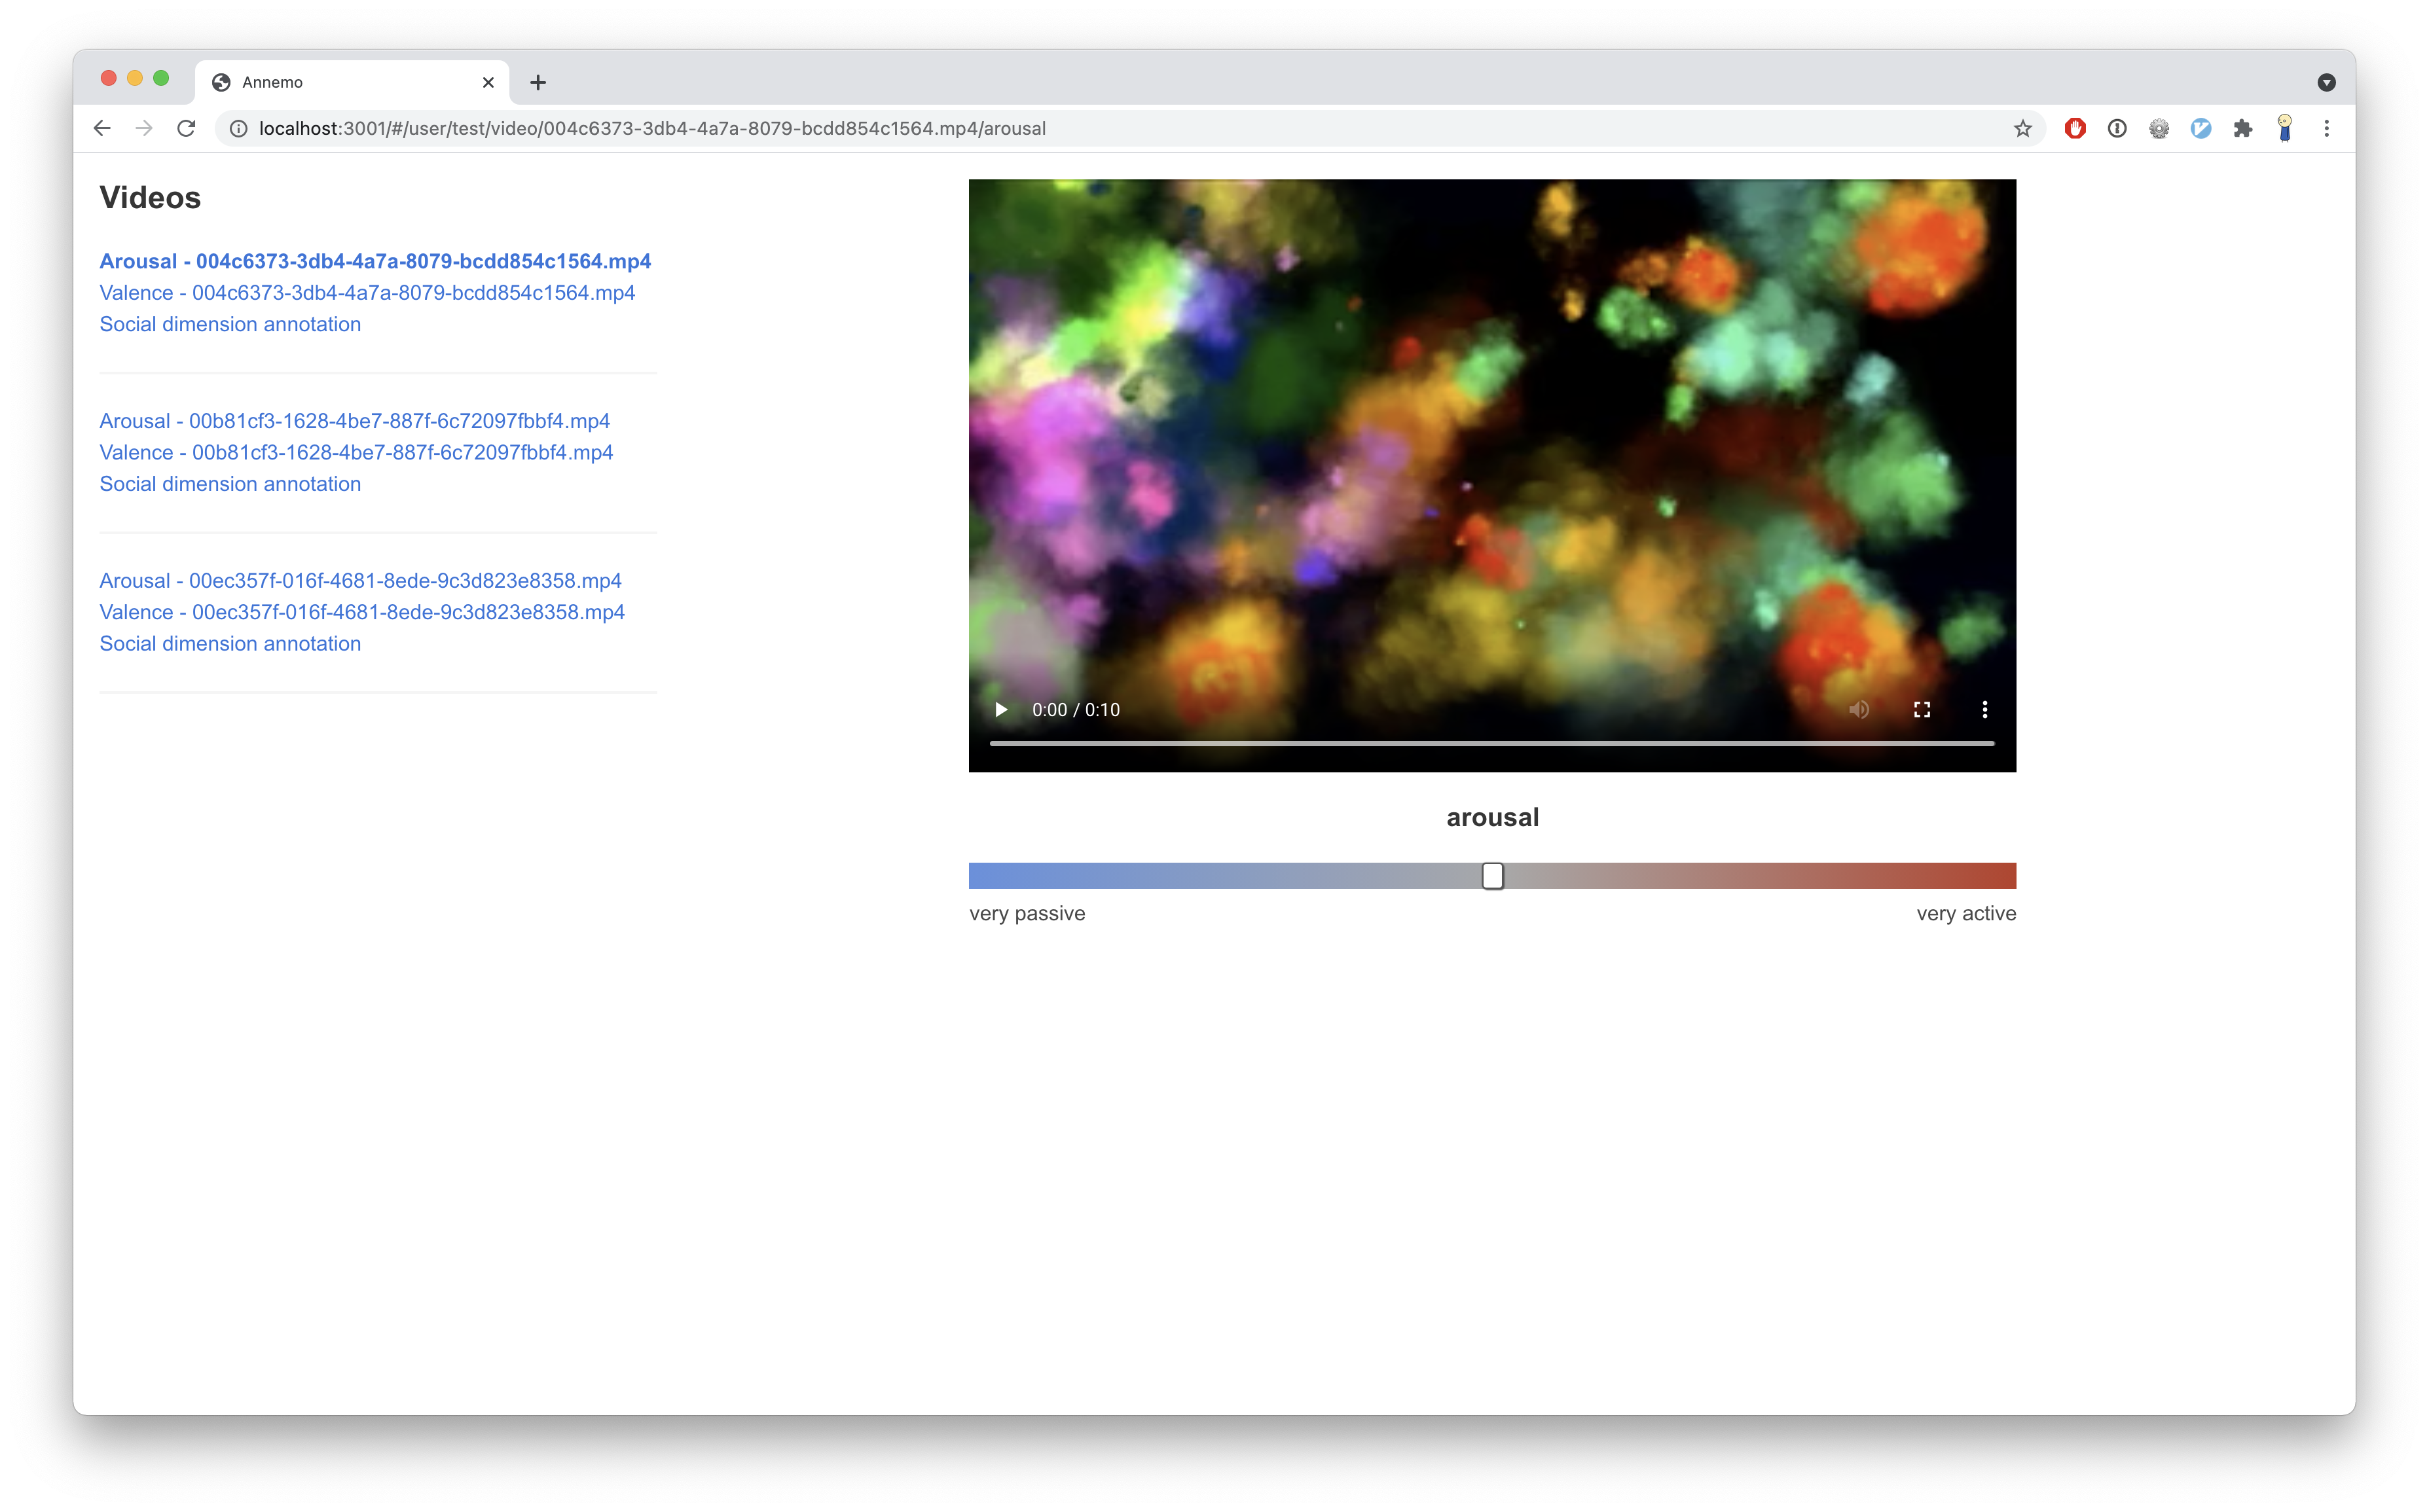 Annemo
localhost:3001/#/user/test/video/004c6373-3db4-4a7a-8079-bcdd854c1564.mp4/arousal
Videos
Arousal - 004c6373-3db4-4a7a-8079-bcdd854c1564.mp4
Valence - 004c6373-3db4-4a7a-8079-bcdd854c1564.mp4
Social dimension annotation
Arousal - 00b81cf3-1628-4be7-887f-6c72097fbbf4.mp4
Valence - 00b81cf3-1628-4be7-887f-6c72097fbbf4.mp4
Social dimension annotation
Arousal - 00ec357f-016f-4681-8ede-9c3d823e8358.mp4
Valence - 00ec357f-016f-4681-8ede-9c3d823e8358.mp4
Social dimension annotation
0:00 / 0:10
arousal
very passive very active